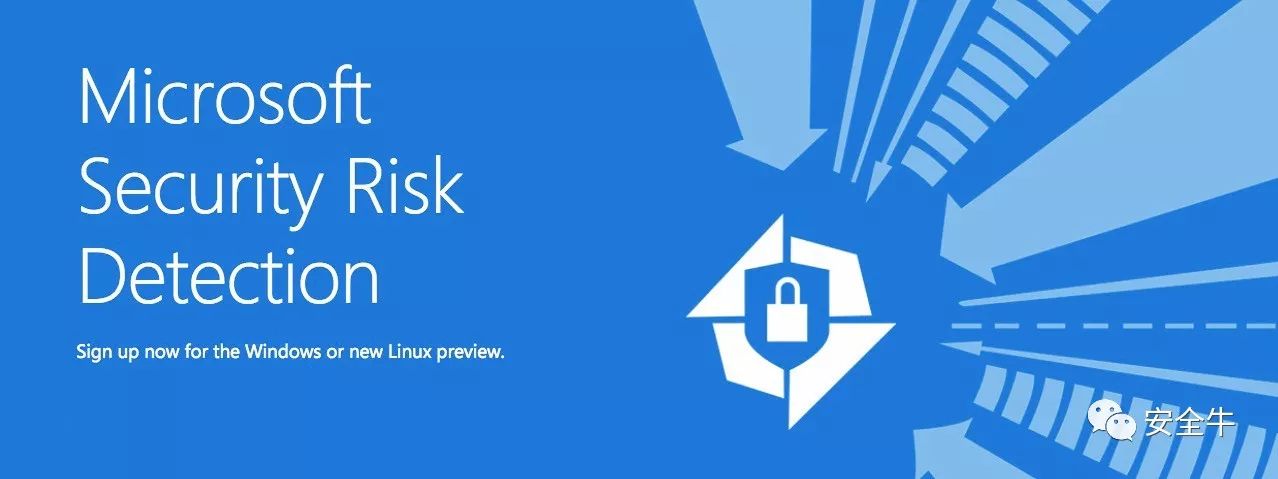 Microsoft
Security Risk
Detection
Sign up now for the Windows or new Linux preview.
安全牛